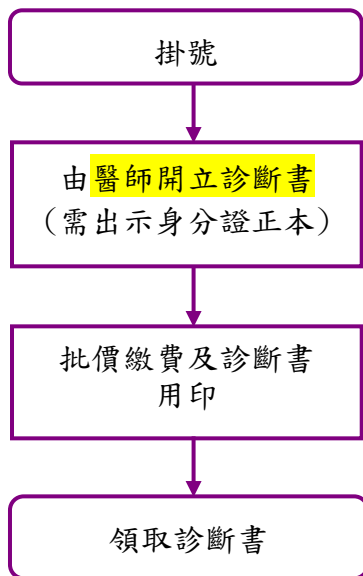 掛號
由醫師開立診斷書
（需出示身分證正本）
批價繳費及診斷書
用印
領取診斷書